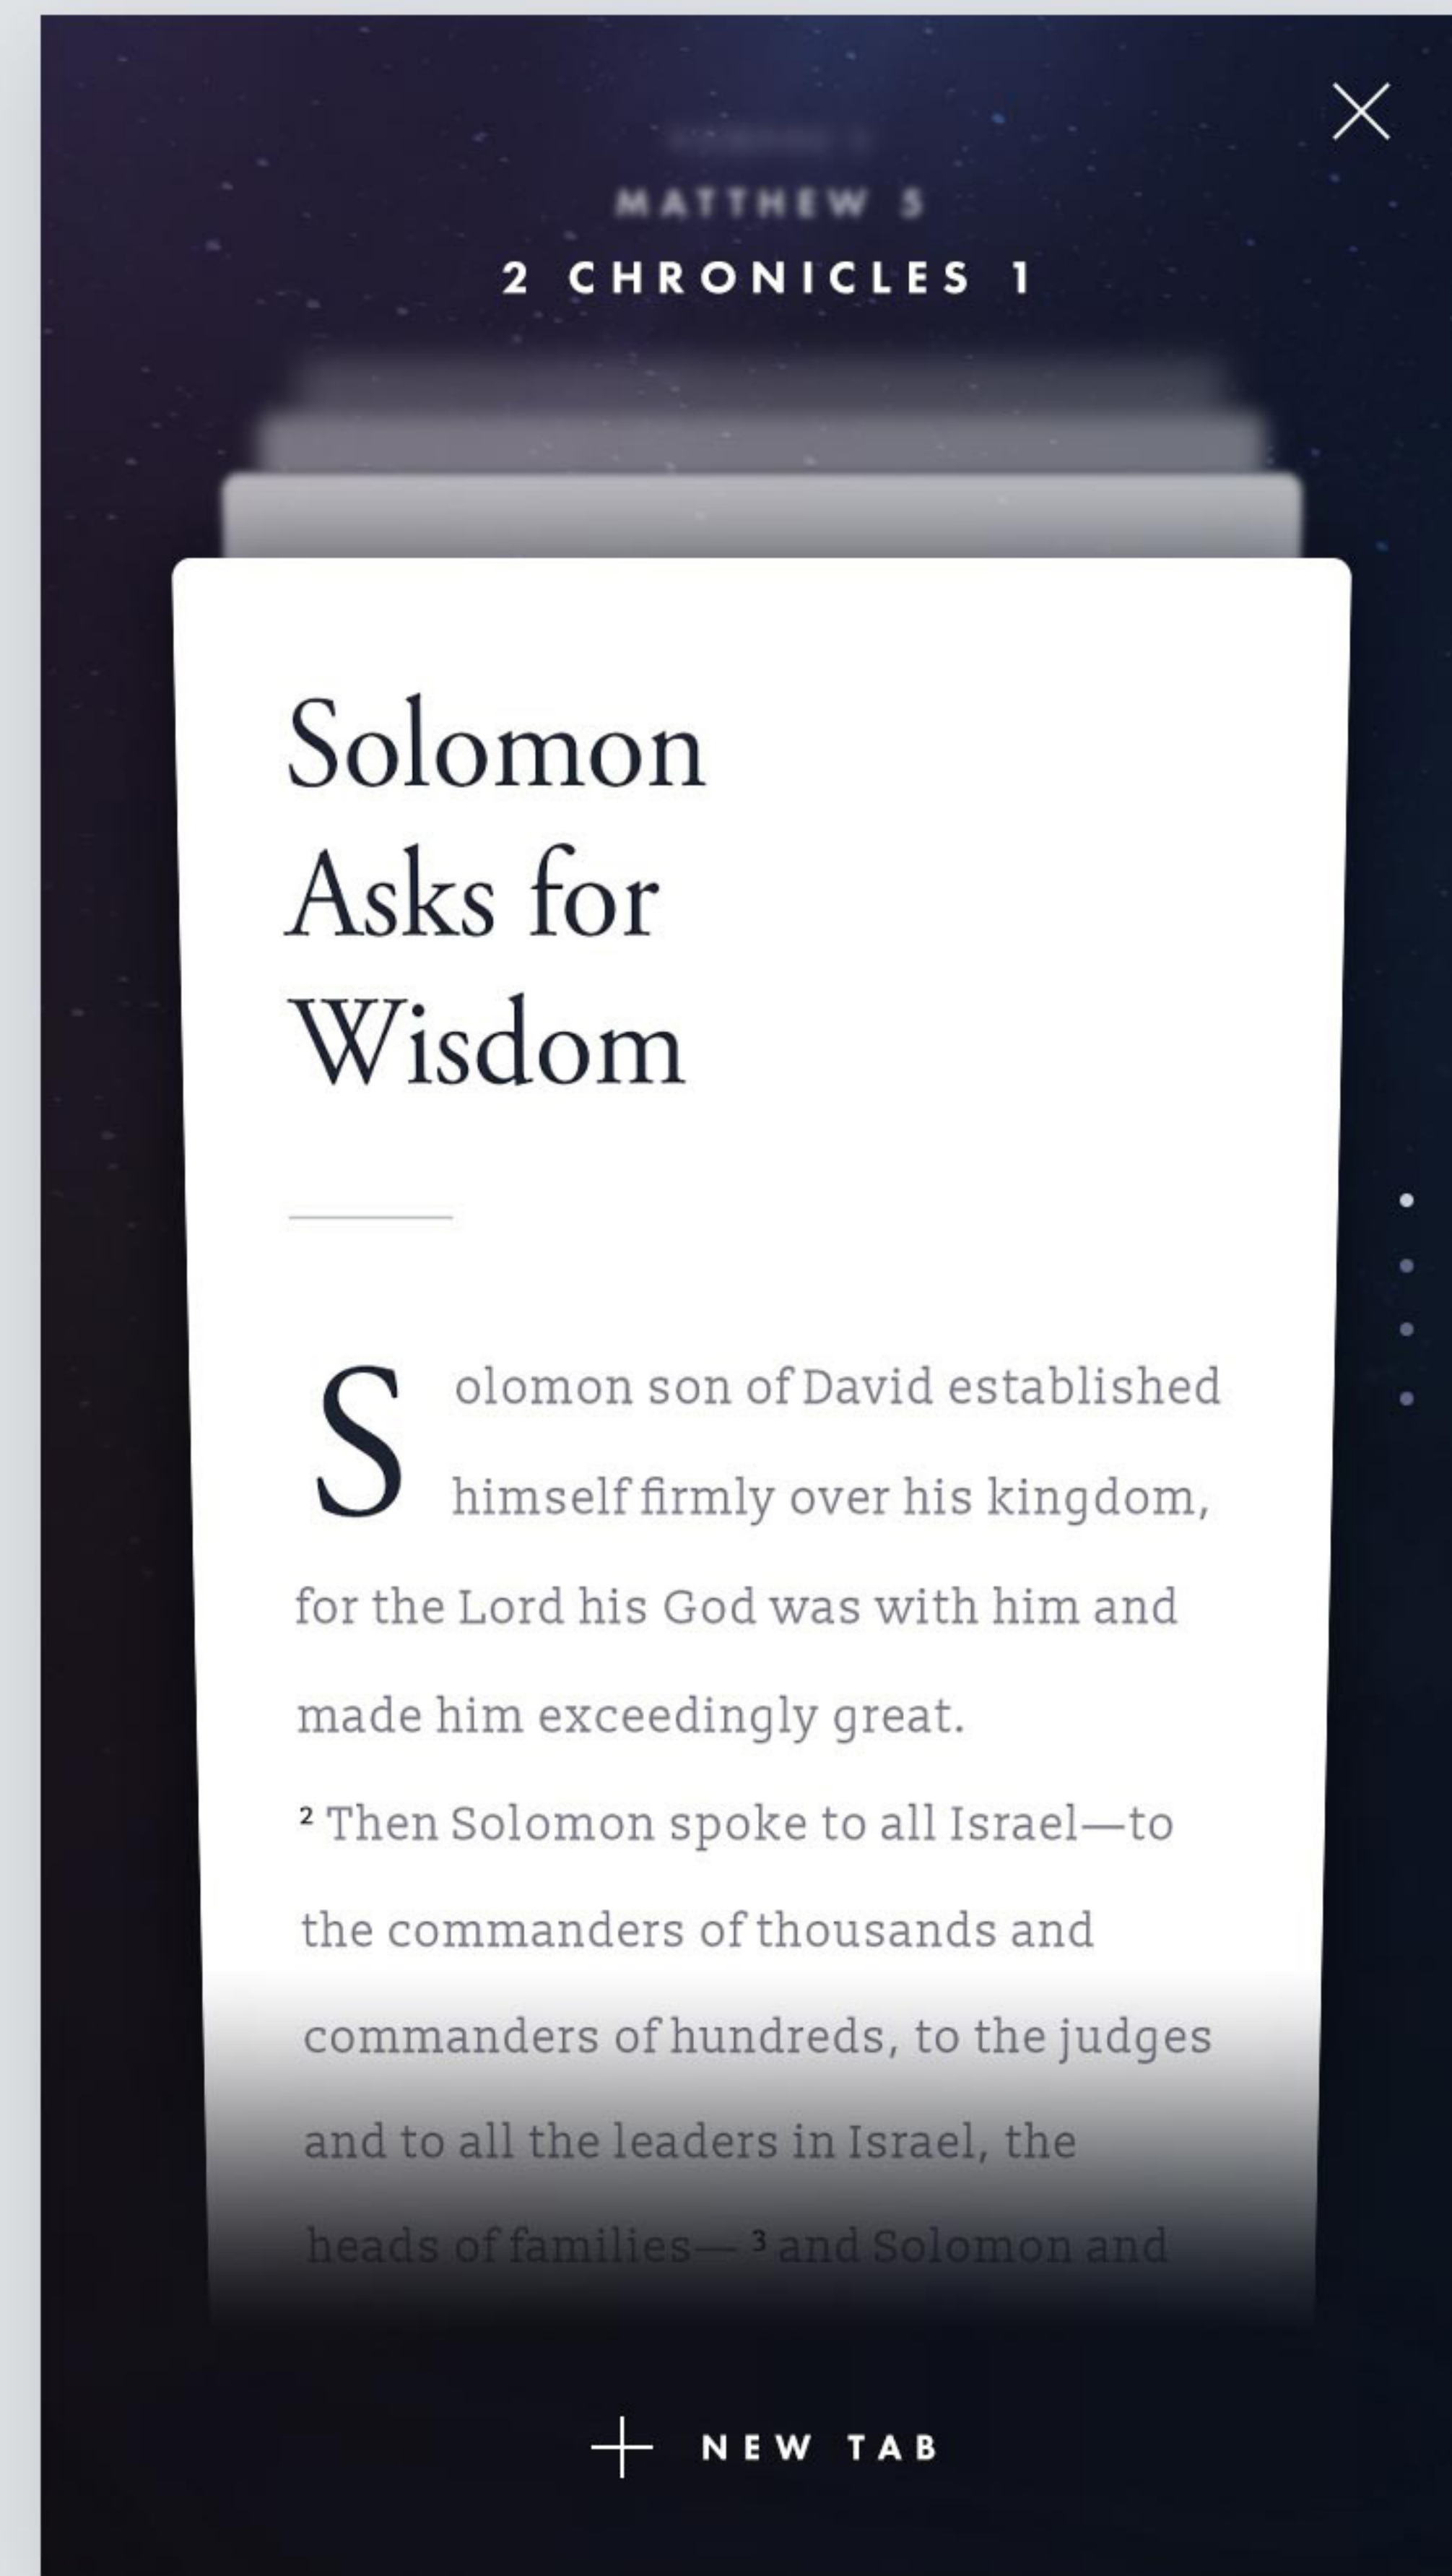 MATTHEW 5
2 CHRONICLES 1
Solomon
Asks for
Wisdom
Solomon son of David established
himself firmly over his kingdom,
for the Lord his God was with him and
made him exceedingly great.
2 Then Solomon spoke to all Israel—to
the commanders of thousands and
commanders of hundreds, to the judges
and to all the leaders in Israel, the
heads of families— 3 and Solomon and
NEW TAB